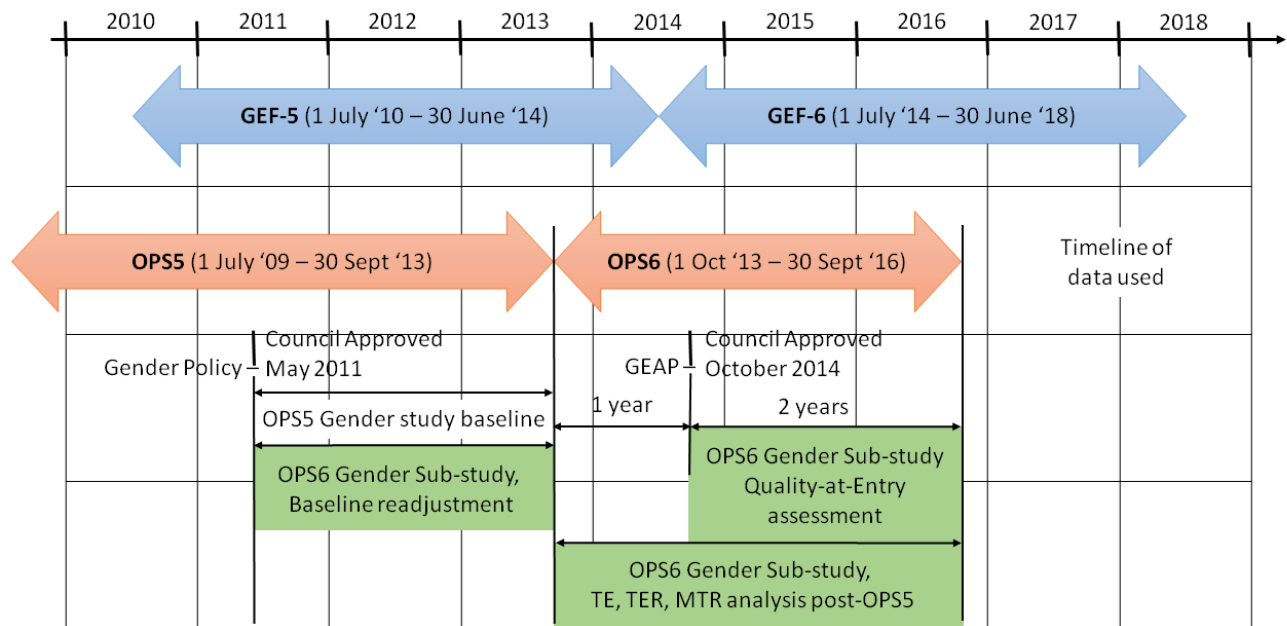 2010 2011 2012 2013 2014 2015 2016 2017 2018
GEF-5 (1 July ‘10 – 30 June ‘14)
GEF-6 (1 July ‘14 – 30 June ‘18)
OPS5 (1 July ‘09 – 30 Sept ‘13)
OPS6 (1 Oct ‘13 – 30 Sept ‘16)
Timeline of
data used
Gender Policy
Council Approved
May 2011
GEAP
Council Approved
October 2014
OPS5 Gender study baseline
1 year
2 years
OPS6 Gender Sub-study,
Baseline readjustment
OPS6 Gender Sub-study
Quality-at-Entry
assessment
OPS6 Gender Sub-study,
TE, TER, MTR analysis post-OPS5